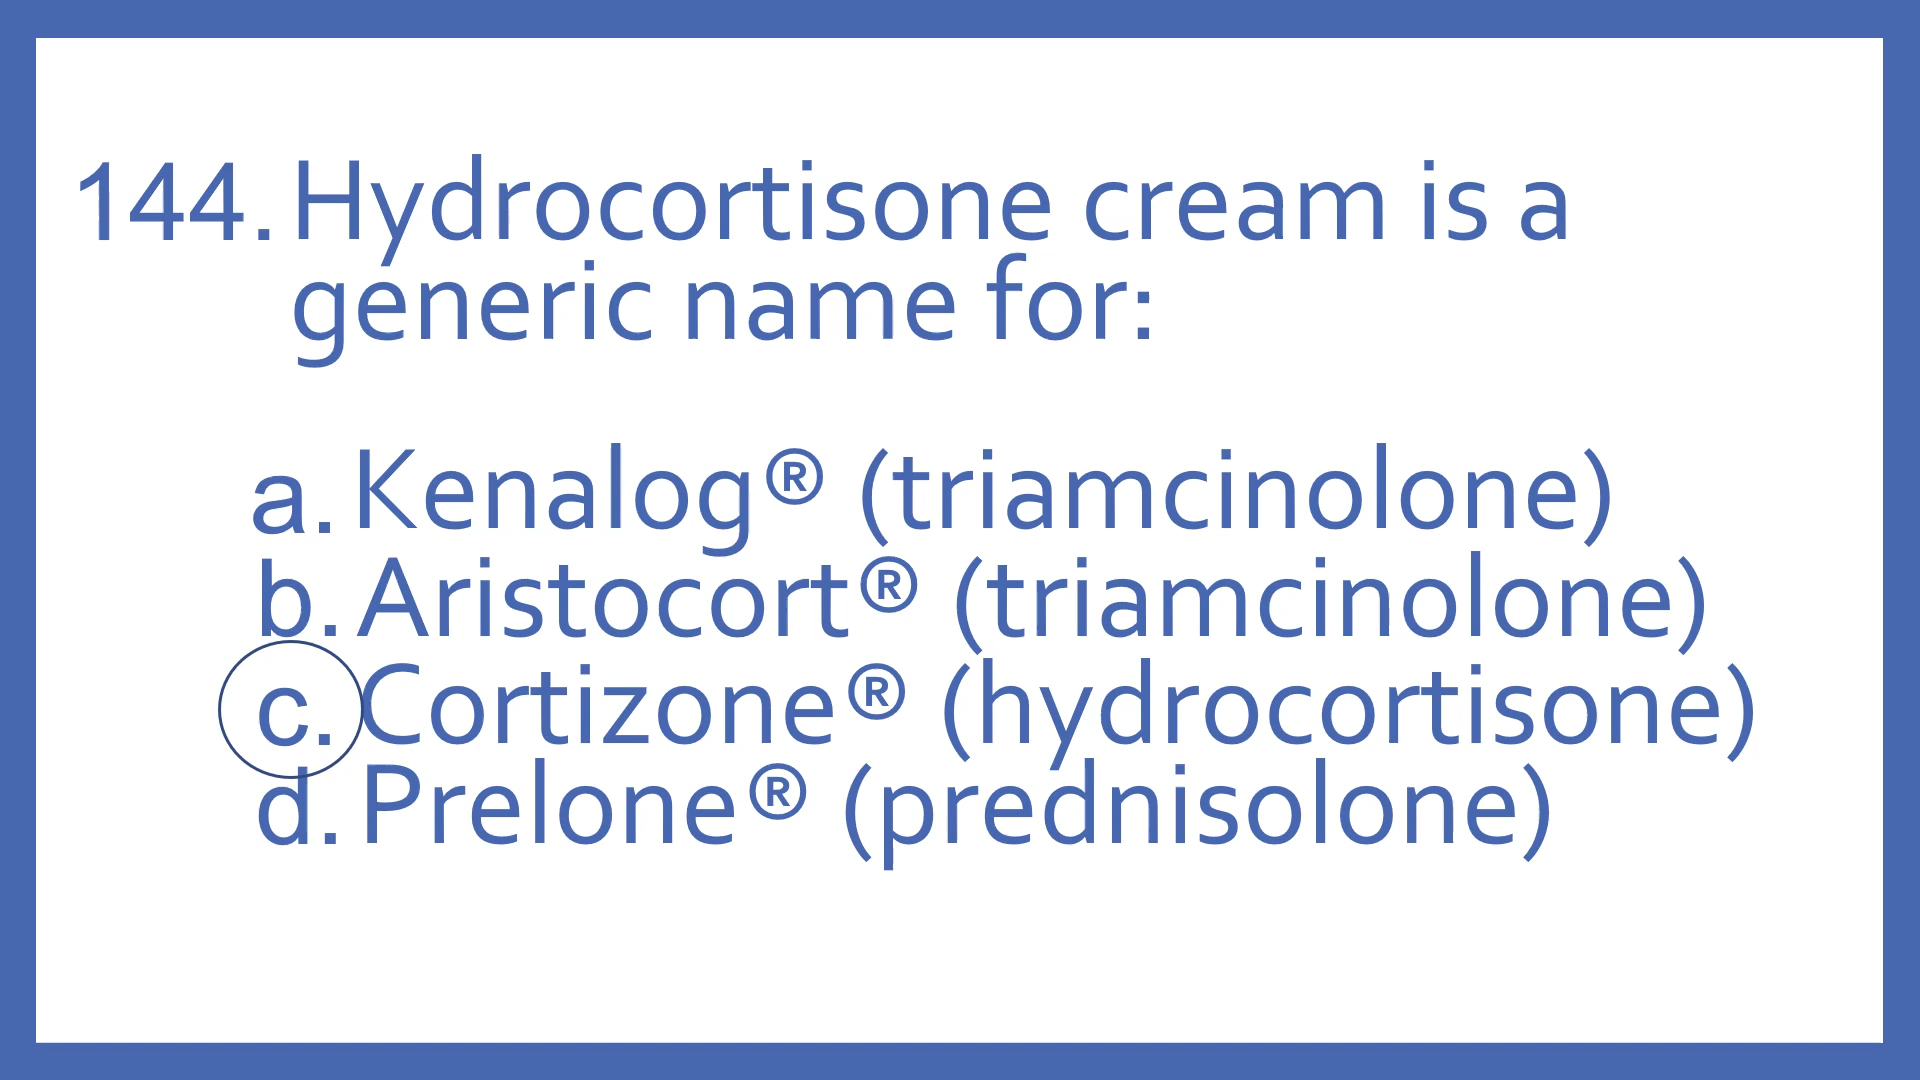 144. Hydrocortisone cream is a
generic name for:
a. Kenalog® (triamcinolone)
b. Aristocort® (triamcinolone)
c. Cortizone® (hydrocortisone)
d. Prelone® (prednisolone)